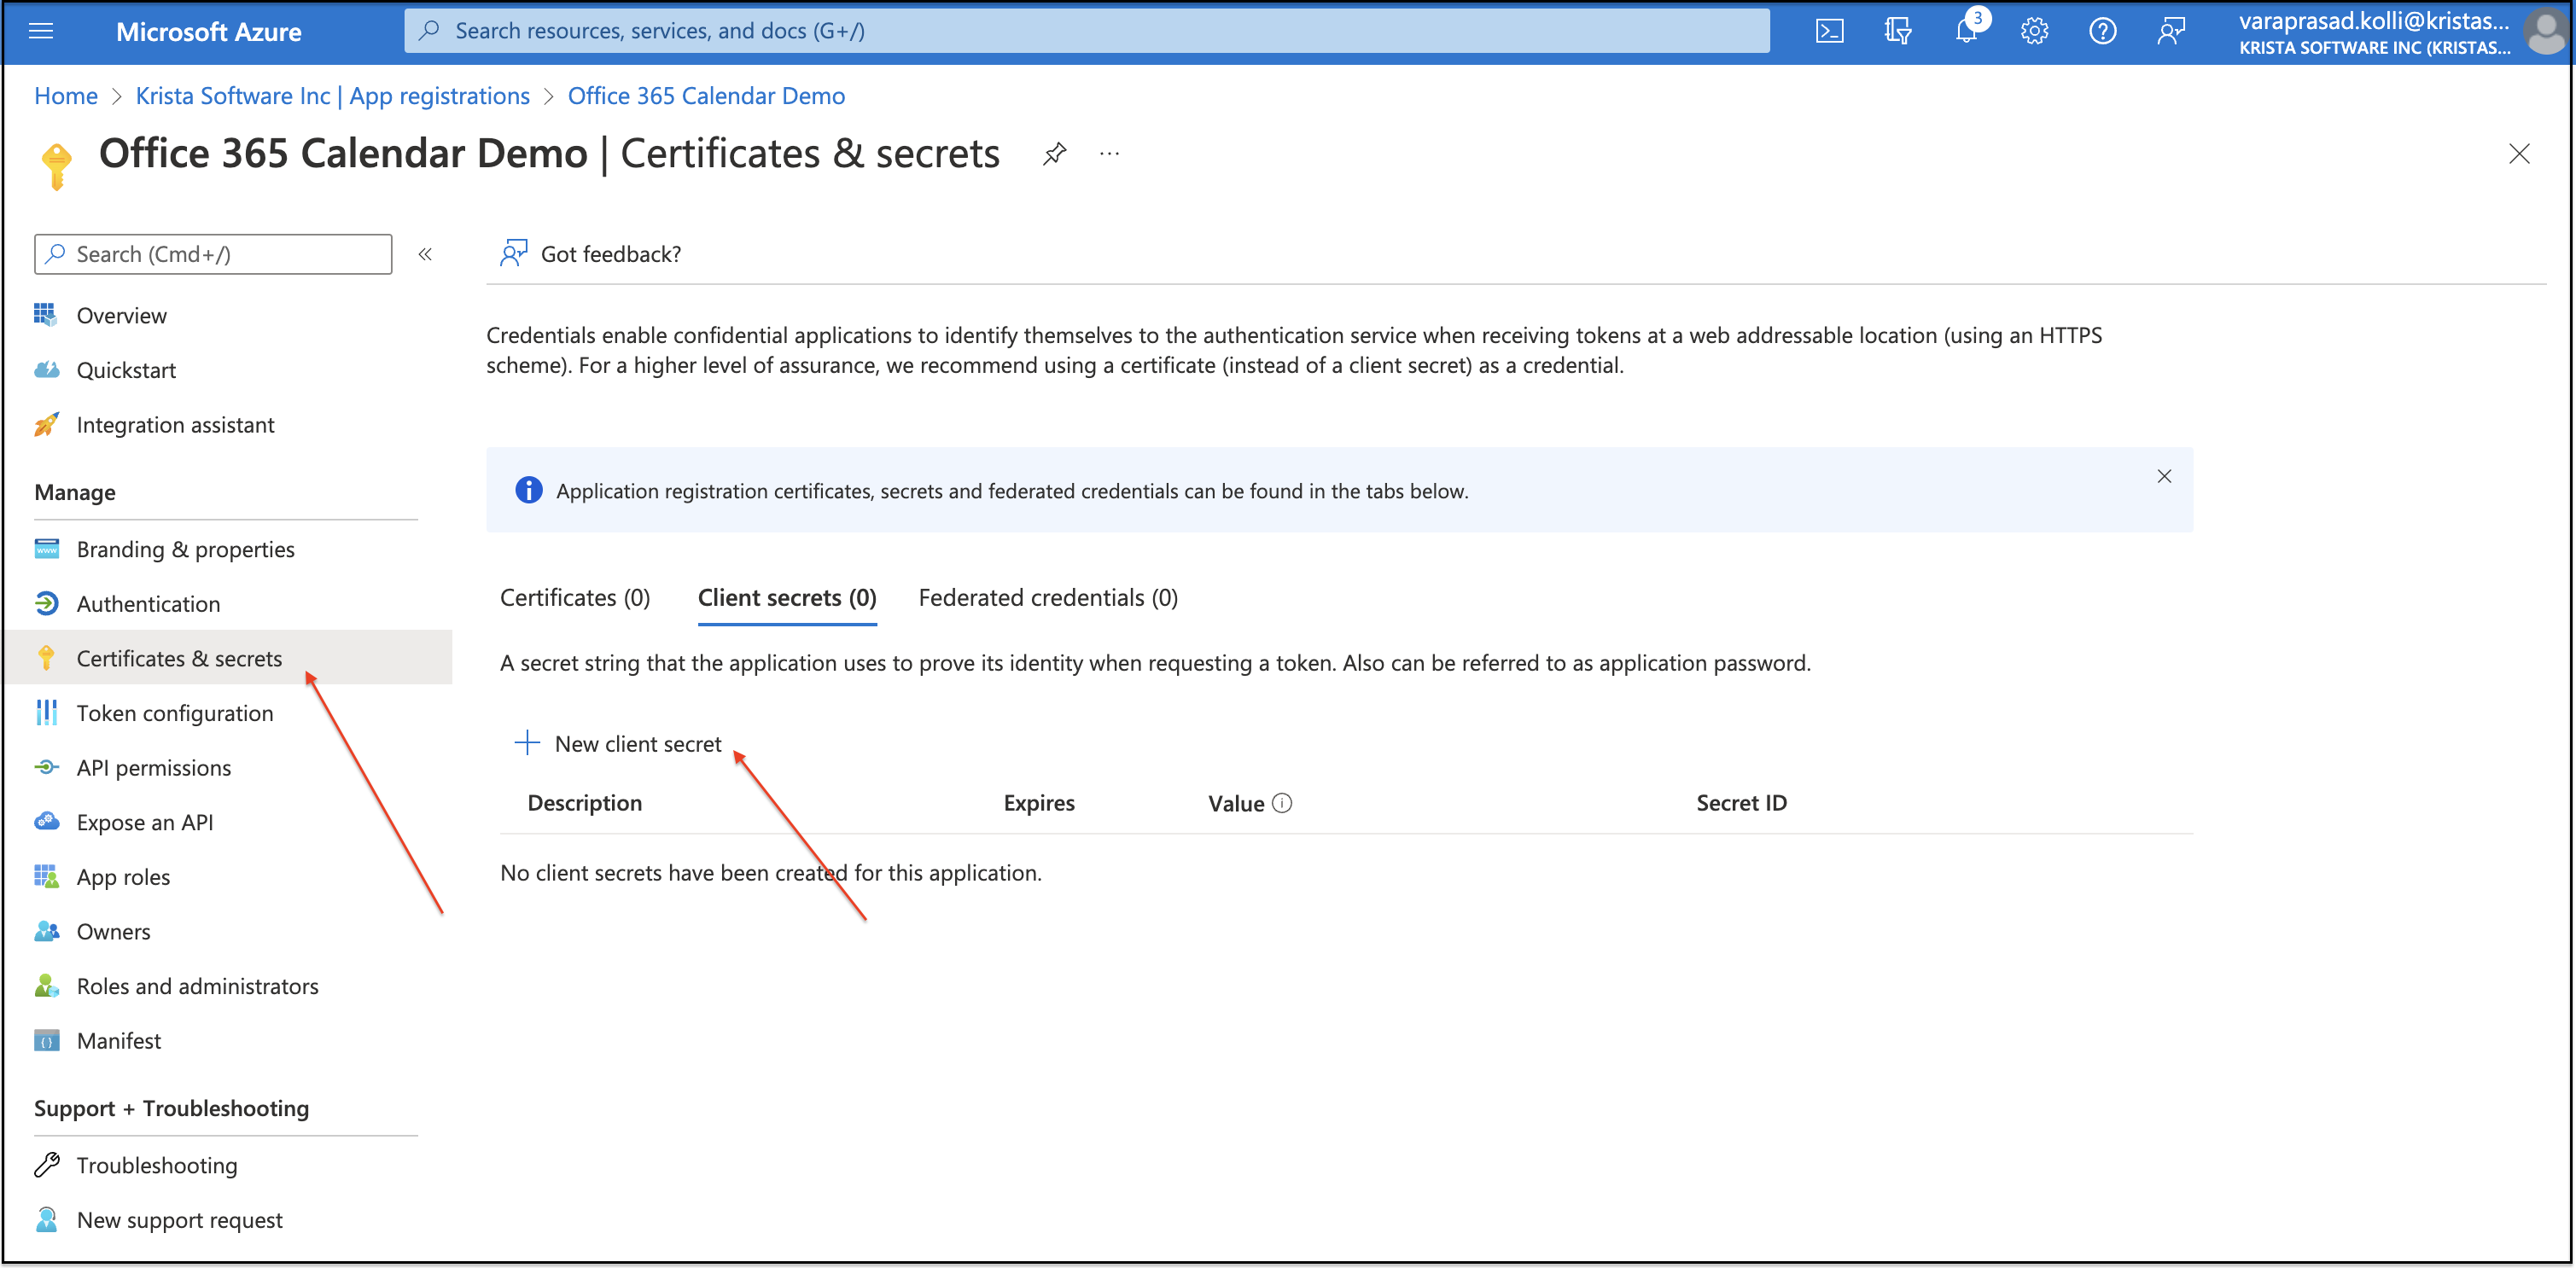 Microsoft Azure
Search resources, services, and docs (G+/)
3
varaprasad.kolli@kristas...
KRISTA SOFTWARE INC (KRISTAS...
Home > Krista Software Inc | App registrations > Office 365 Calendar Demo
Office 365 Calendar Demo | Certificates & secrets
Search (Cmd+/)
Got feedback?
Overview
Quickstart
Integration assistant
Manage
Branding & properties
Authentication
Certificates & secrets
Token configuration
API permissions
Expose an API
App roles
Owners
Roles and administrators
Manifest
Support + Troubleshooting
Troubleshooting
New support request
Credentials enable confidential applications to identify themselves to the authentication service when receiving tokens at a web addressable location (using an HTTPS
scheme). For a higher level of assurance, we recommend using a certificate (instead of a client secret) as a credential.
Application registration certificates, secrets and federated credentials can be found in the tabs below.
Certificates (0) Client secrets (0) Federated credentials (0)
A secret string that the application uses to prove its identity when requesting a token. Also can be referred to as application password.
New client secret
Description Expires Value Secret ID
No client secrets have been created for this application.